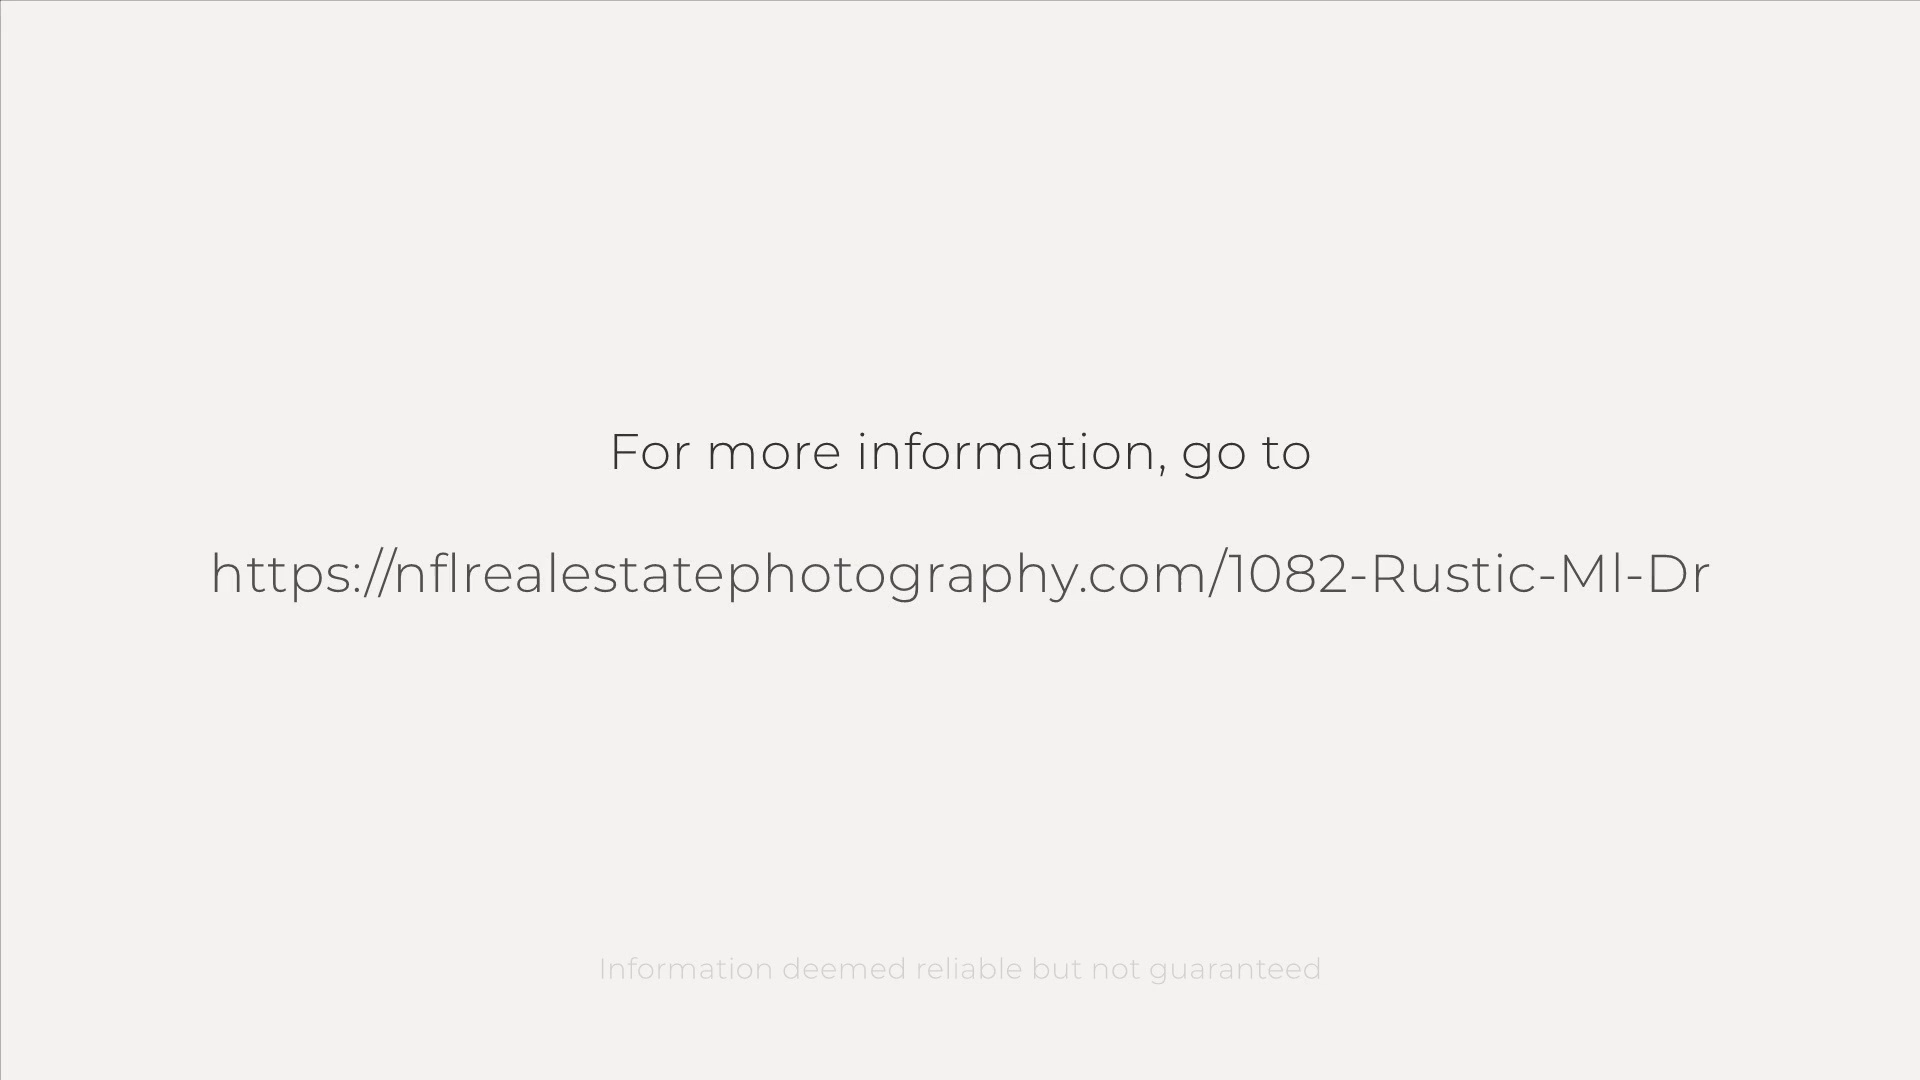 For more information, go to
https://nflrealestatephotography.com/1082-Rustic-Ml-Dr
Information deemed reliable but not guaranteed